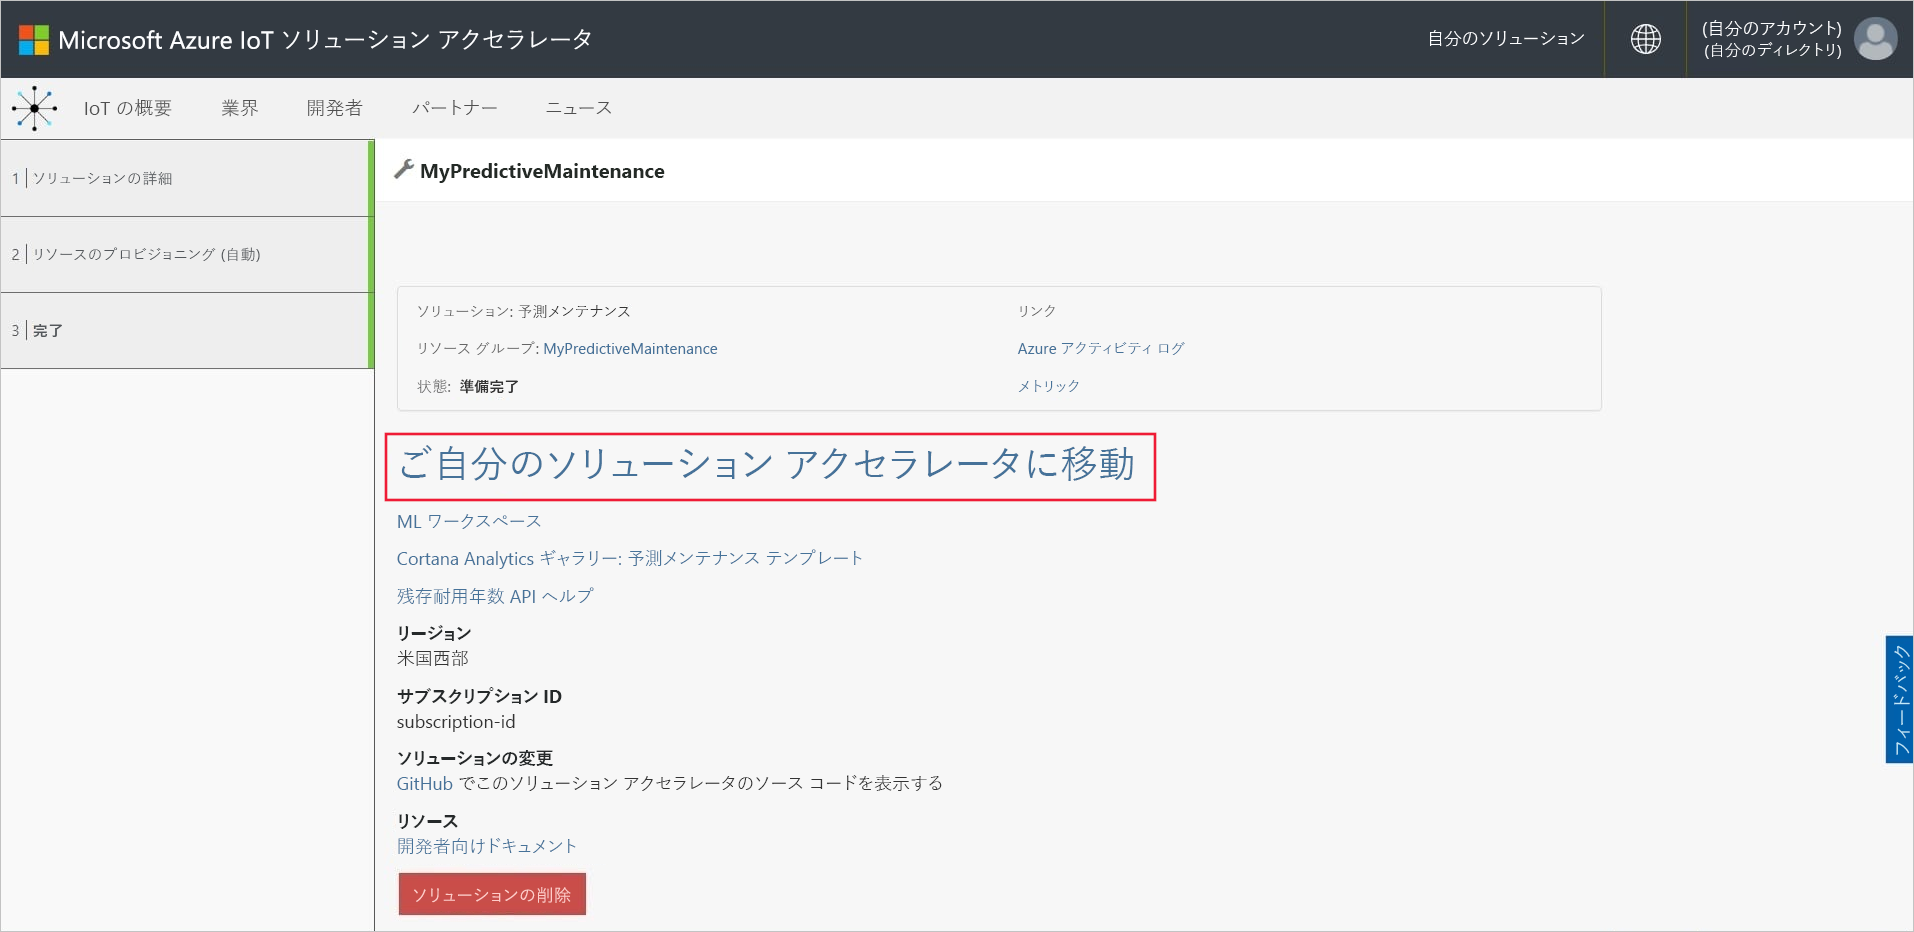 Microsoft Azure IoT ソリューション アクセラレータ
自分のソリューション
(自分のアカウント)
(自分のディレクトリ)
IoT の概要 業界 開発者 パートナー ニュース
1 | ソリューションの詳細
2 | リソースのプロビジョニング (自動)
3 | 完了
MyPredictiveMaintenance
ソリューション: 予測メンテナンス
リソース グループ: MyPredictiveMaintenance
状態: 準備完了
リンク
Azure アクティビティ ログ
メトリック
ご自分のソリューション アクセラレータに移動
ML ワークスペース
Cortana Analytics ギャラリー: 予測メンテナンス テンプレート
残存耐用年数 API ヘルプ
リージョン
米国西部
サブスクリプション ID
subscription-id
ソリューションの変更
GitHub でこのソリューション アクセラレータのソース コードを表示する
リソース
開発者向けドキュメント
ソリューションの削除
フィードバック